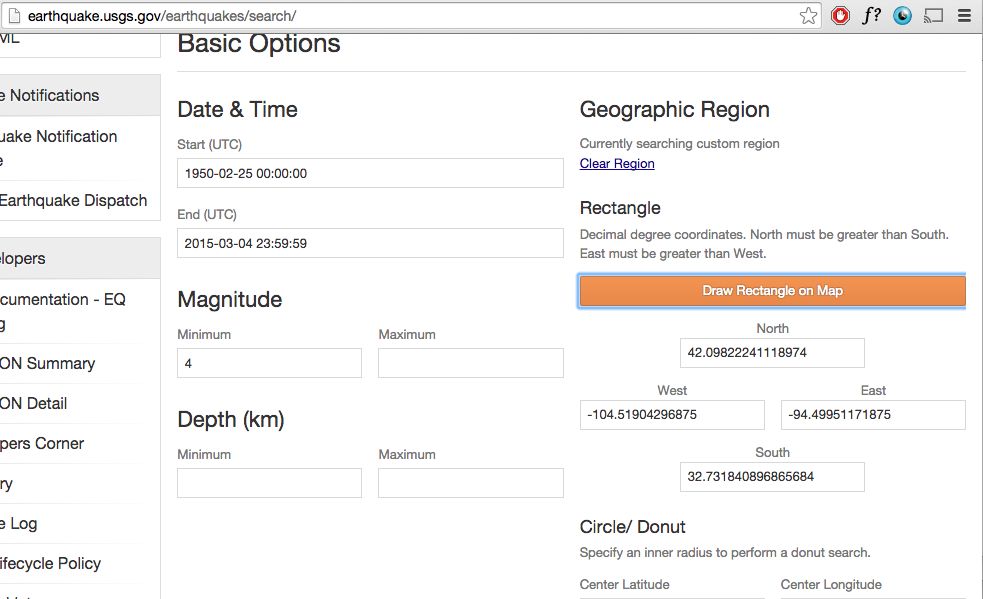 earthquake.usgs.gov/earthquakes/search/
f?
ML
e Notifications
uake Notification
e
Earthquake Dispatch
elopers
cumentation - EQ
g
ON Summary
ON Detail
pers Corner
ry
e Log
ifecycle Policy
Basic Options
Date & Time
Start (UTC)
1950-02-25 00:00:00
End (UTC)
2015-03-04 23:59:59
Magnitude
Minimum
Maximum
4
Depth (km)
Minimum
Maximum
Geographic Region
Currently searching custom region
Clear Region
Rectangle
Decimal degree coordinates. North must be greater than South.
East must be greater than West.
Draw Rectangle on Map
North
42.09822241118974
West
East
-104.51904296875
-94.49951171875
South
32.731840896865684
Circle/ Donut
Specify an inner radius to perform a donut search.
Center Latitude
Center Longitude